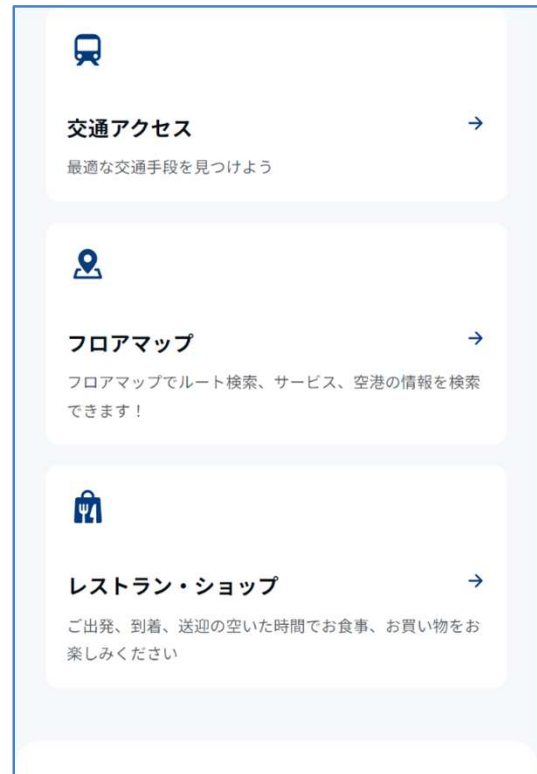 交通アクセス
最適な交通手段を見つけよう
フロアマップ
フロアマップでルート検索、サービス、空港の情報を検索
できます！
レストラン・ショップ
ご出発、到着、送迎の空いた時間でお食事、お買い物をお
楽しみください